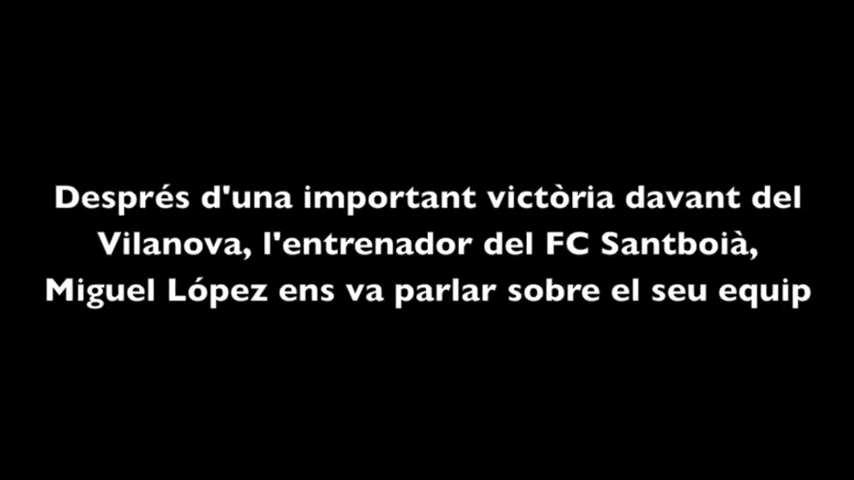 Després d'una important victòria davant del
Vilanova, l'entrenador del FC Santboià,
Miguel López ens va parlar sobre el seu equip